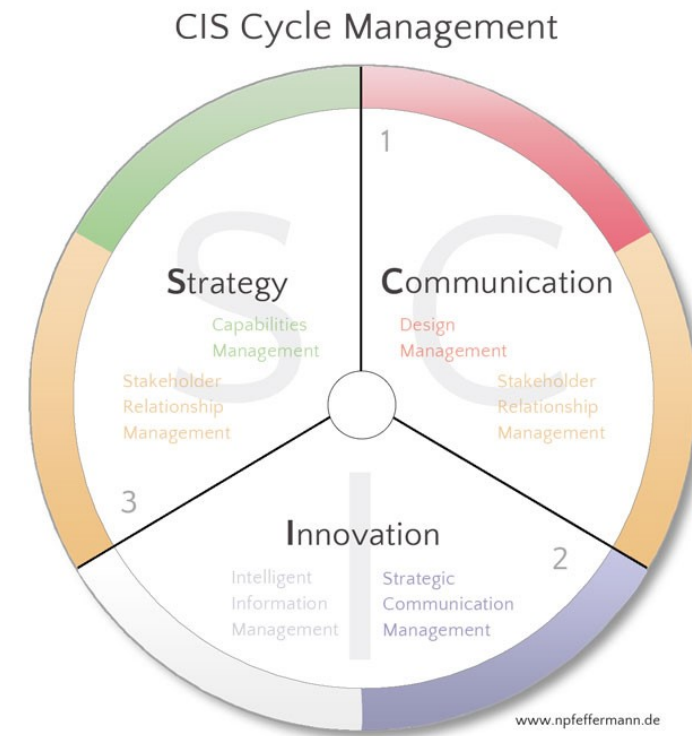 CIS Cycle Management
1
S
Strategy
Capabilities
Management
Stakeholder
Relationship
Management
C
Communication
Design
Management
Stakeholder
Relationship
Management
3
2
I
Innovation
Intelligent
Information
Management
Strategic
Communication
Management
www.npfeffermann.de